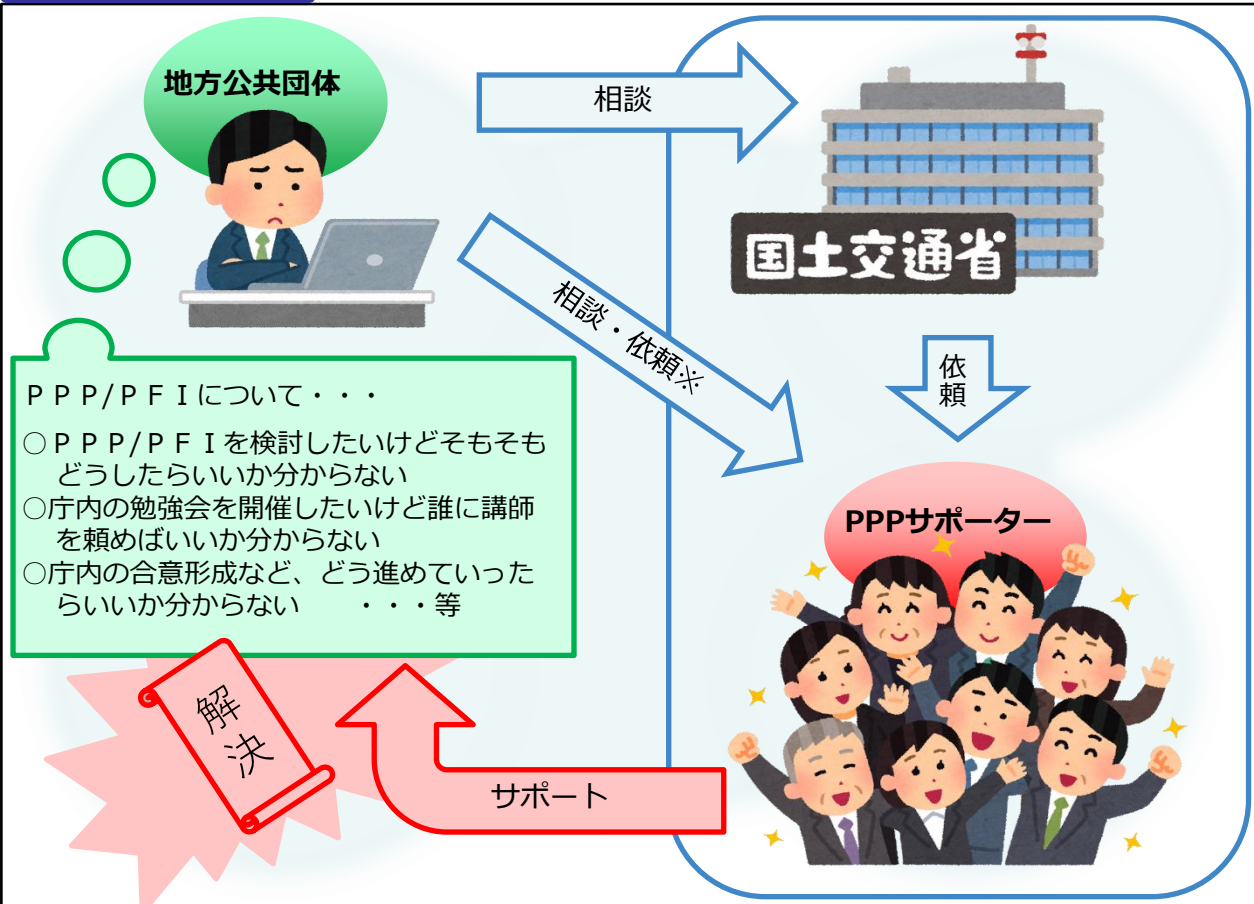 地方公共団体
相談
国土交通省
相談・依頼※
依頼
ＰＰＰ/ＰＦＩについて・・・
○ＰＰＰ/ＰＦＩを検討したいけどそもそも
どうしたらいいか分からない
○庁内の勉強会を開催したいけど誰に講師
を頼めばいいか分からない
○庁内の合意形成など、どう進めていった
らいいか分からない　　・・・等
PPPサポーター
解決
サポート